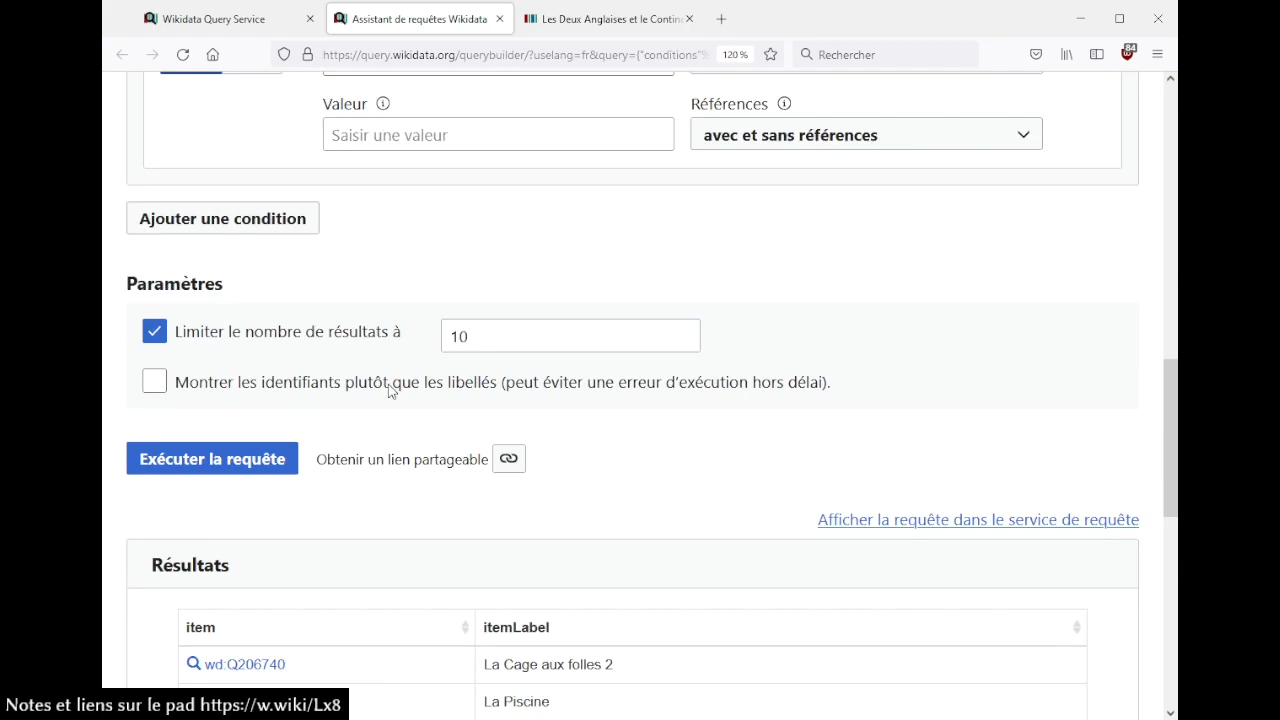 Wikidata Query Service
Assistant de requêtes Wikidata
Les Deux Anglaises et le Contin
https://query.wikidata.org/querybuilder/?uselang=fr&query={"conditions"%
120 %
Rechercher
84
Valeur
Références
Saisir une valeur
avec et sans références
Ajouter une condition
Paramètres
Limiter le nombre de résultats à
10
Montrer les identifiants plutôt que les libellés (peut éviter une erreur d’exécution hors délai).
Exécuter la requête
Obtenir un lien partageable
Afficher la requête dans le service de requête
Résultats
item
itemLabel
wd:Q206740
La Cage aux folles 2
La Piscine
Notes et liens sur le pad https://w.wiki/Lx8